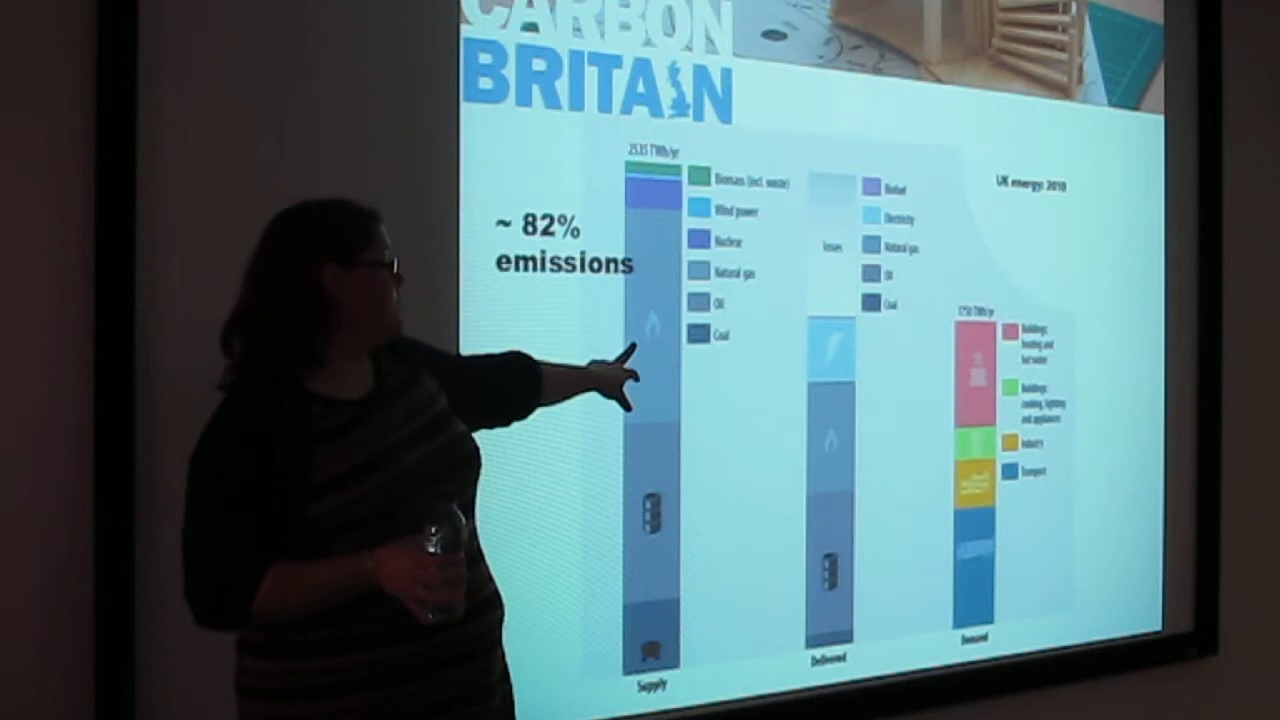 CARBON
BRITAIN
~ 82%
emissions
2535 TWh/yr
Biomass (incl. waste)
Wind power
Nuclear
Natural gas
Oil
Coal
Supply
losses
Biofuel
Electricity
Natural gas
Oil
Coal
Delivered
UK energy: 2010
1750 TWh/yr
Buildings:
heating and
hot water
Buildings:
cooking, lighting
and appliances
Industry
Transport
Demand